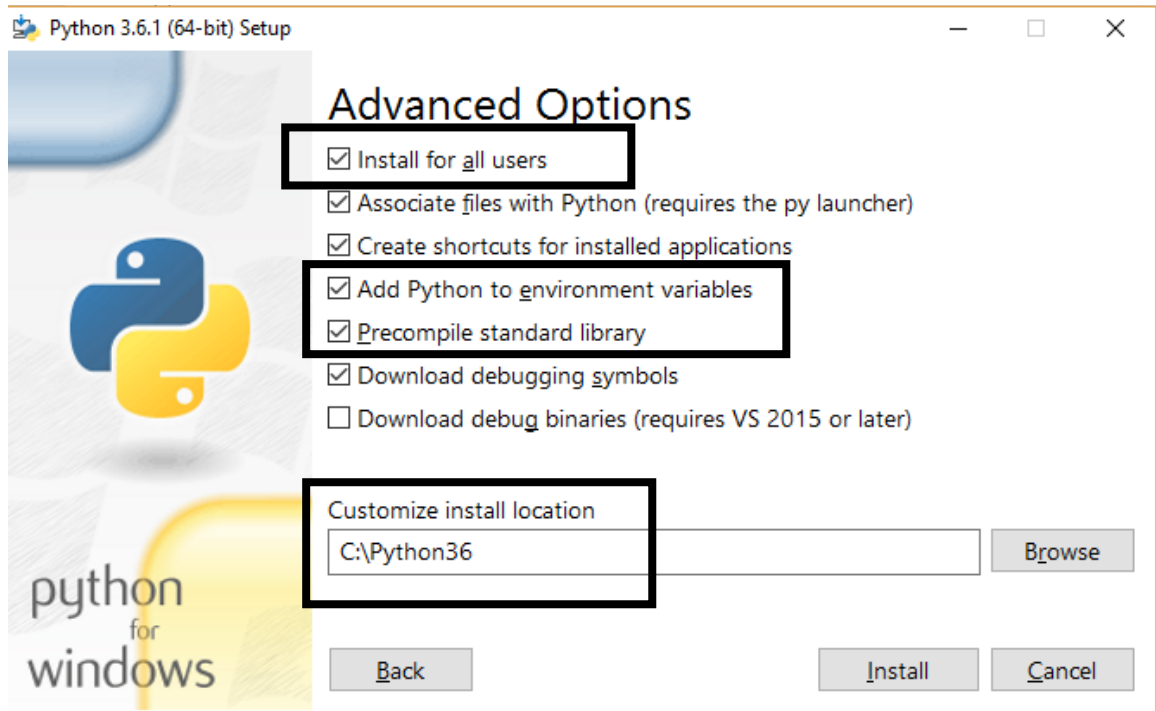 Python 3.6.1 (64-bit) Setup
Advanced Options
Install for all users
Associate files with Python (requires the py launcher)
Create shortcuts for installed applications
Add Python to environment variables
Precompile standard library
Download debugging symbols
Download debug binaries (requires VS 2015 or later)
Customize install location
C:\Python36
Browse
python
for
windows
Back
Install
Cancel